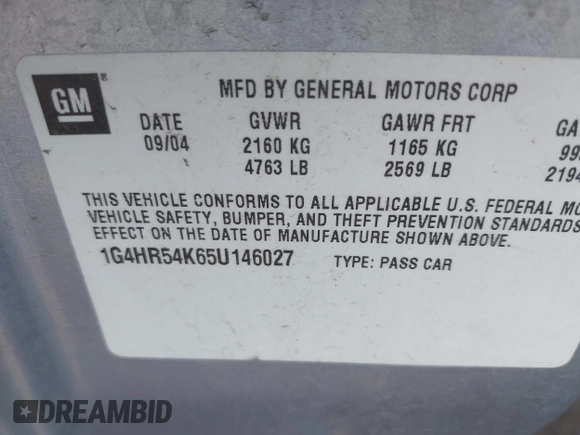 GM®
MFD BY GENERAL MOTORS CORP
DATE GVWR GAWR FRT
09/04 2160 KG 1165 KG
4763 LB 2569 LB 2194
THIS VEHICLE CONFORMS TO ALL APPLICABLE U.S. FEDERAL
VEHICLE SAFETY, BUMPER, AND THEFT PREVENTION STANDARDS
EFFECT ON THE DATE OF MANUFACTURE SHOWN ABOVE.
1G4HR54K65U146027 TYPE: PASS CAR
DREAMBID